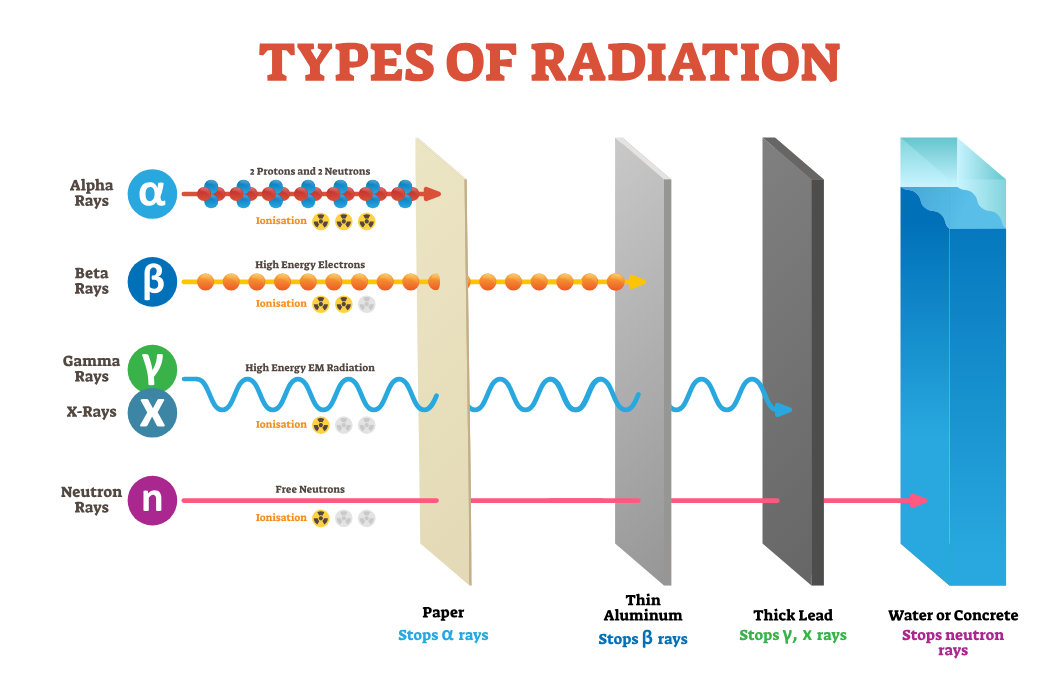 TYPES OF RADIATION
Alpha
Rays
α
2 Protons and 2 Neutrons
Ionisation
Beta
Rays
β
High Energy Electrons
Ionisation
Gamma
Rays
γ
X-Rays
X
High Energy EM Radiation
Ionisation
Neutron
Rays
n
Free Neutrons
Ionisation
Paper
Stops α rays
Thin
Aluminum
Stops β rays
Thick Lead
Stops γ, X rays
Water or Concrete
Stops neutron
rays